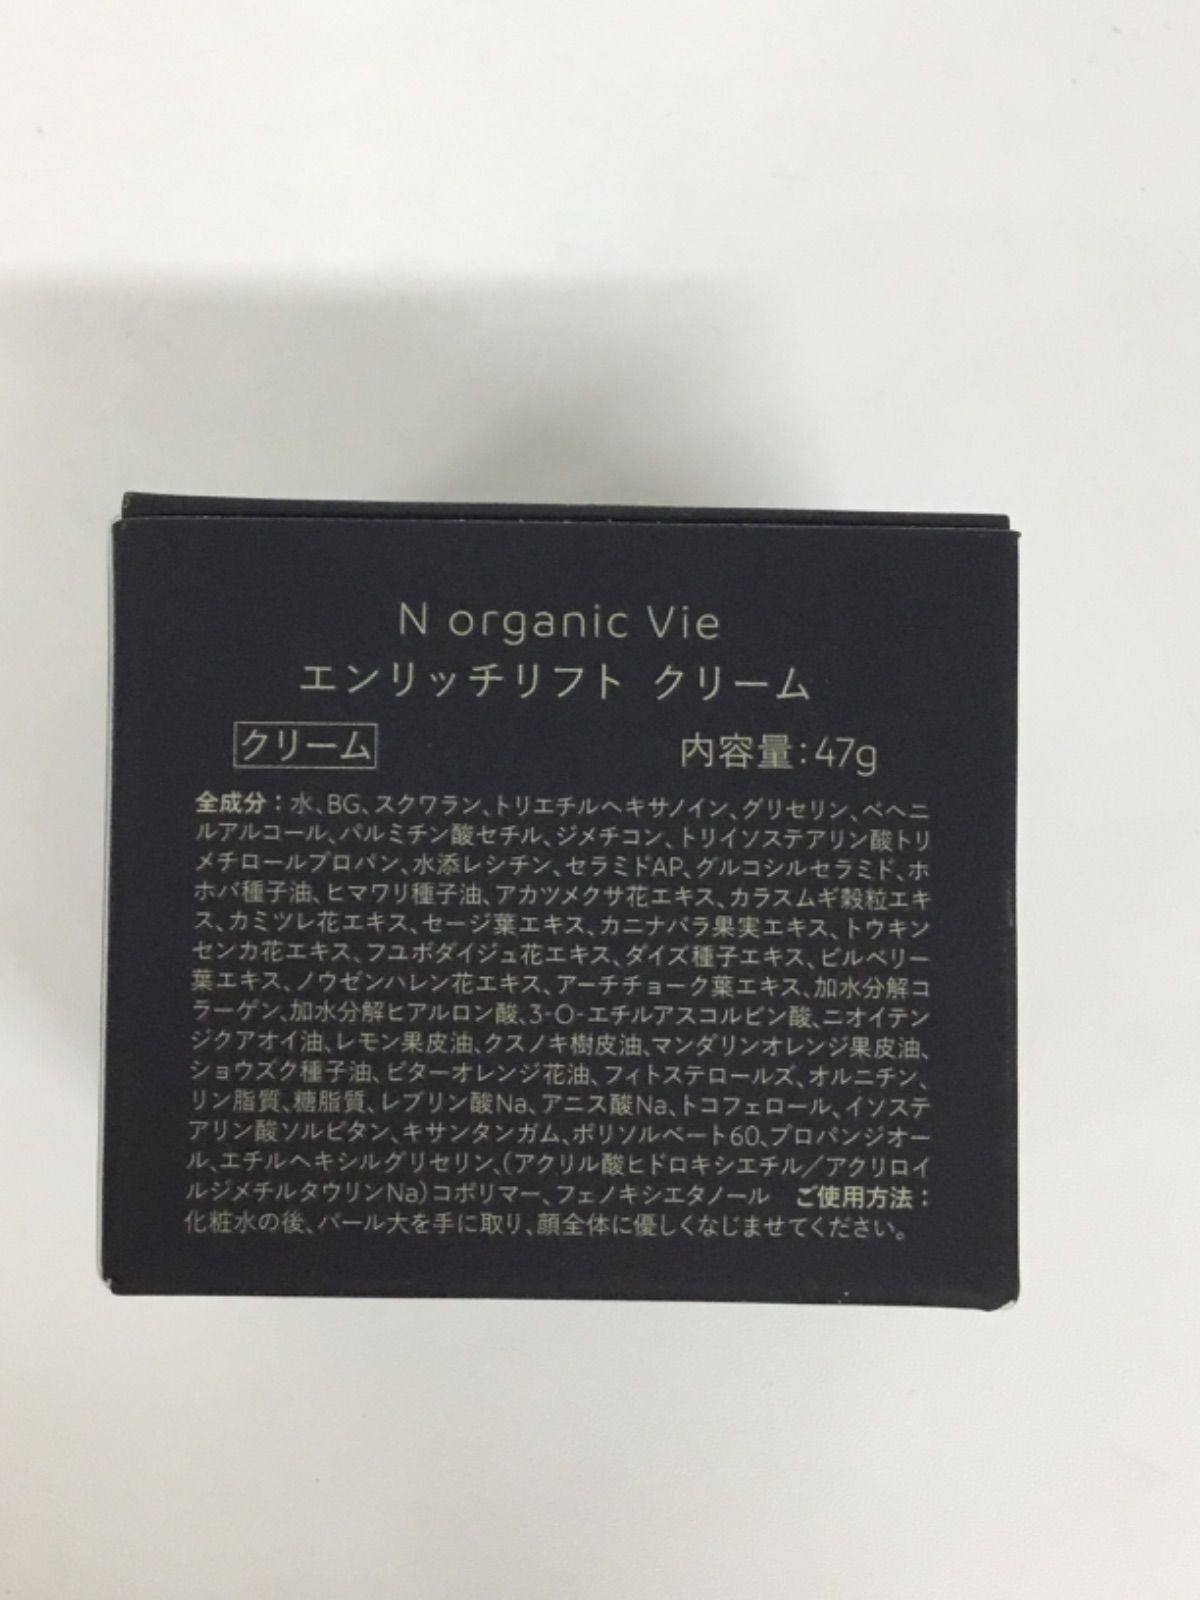 N organic Vie
エンリッチリフト クリーム
クリーム
内容量：47g
全成分：水、BG、スクワラン、トリエチルヘキサノイン、グリセリン、ベヘニ
ルアルコール、パルミチン酸セチル、ジメチコン、トリイソステアリン酸トリ
メチロールプロパン、水添レシチン、セラミドAP、グルコシルセラミド、ホ
ホバ種子油、ヒマワリ種子油、アカツメクサ花エキス、カラスムギ穀粒エキ
ス、カミツレ花エキス、セージ葉エキス、カニナバラ果実エキス、トウキン
センカ花エキス、フユボダイジュ花エキス、ダイズ種子エキス、ビルベリー
葉エキス、ノウゼンハレン花エキス、アーチチョーク葉エキス、加水分解コ
ラーゲン、加水分解ヒアルロン酸、3-O-エチルアスコルビン酸、ニオイテン
ジクアオイ油、レモン果皮油、クスノキ樹皮油、マンダリンオレンジ果皮油、
ショウズク種子油、ビターオレンジ花油、フィトステロールズ、オルニチン、
リン脂質、糖脂質、レブリン酸Na、アニス酸Na、トコフェロール、イソステ
アリン酸ソルビタン、キサンタンガム、ポリソルベート60、プロパンジオー
ル、エチルヘキシルグリセリン、（アクリル酸ヒドロキシエチル／アクリロイ
ルジメチルタウリンNa）コポリマー、フェノキシエタノール ご使用方法：
化粧水の後、パール大を手に取り、顔全体に優しくなじませてください。